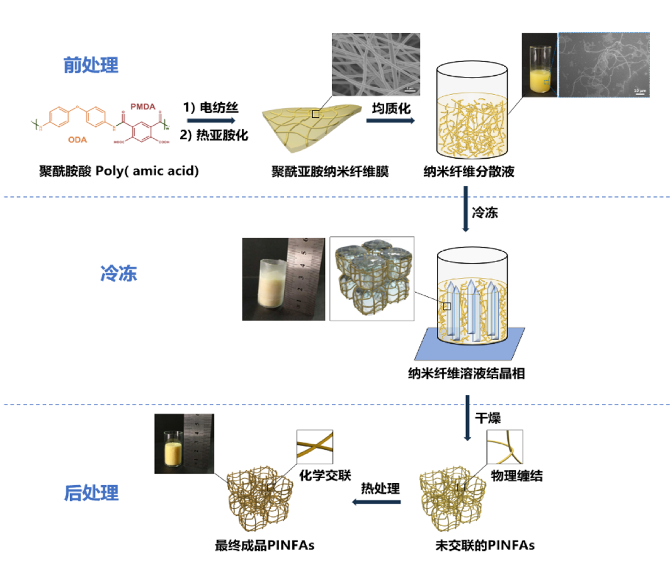 前处理
PMDA
ODA
聚酰胺酸 Poly( amic acid)
1) 电纺丝
2) 热亚胺化
聚酰亚胺纳米纤维膜
均质化
纳米纤维分散液
冷冻
冷冻
纳米纤维溶液结晶相
干燥
后处理
化学交联
物理缠结
热处理
最终成品PINFAs
未交联的PINFAs